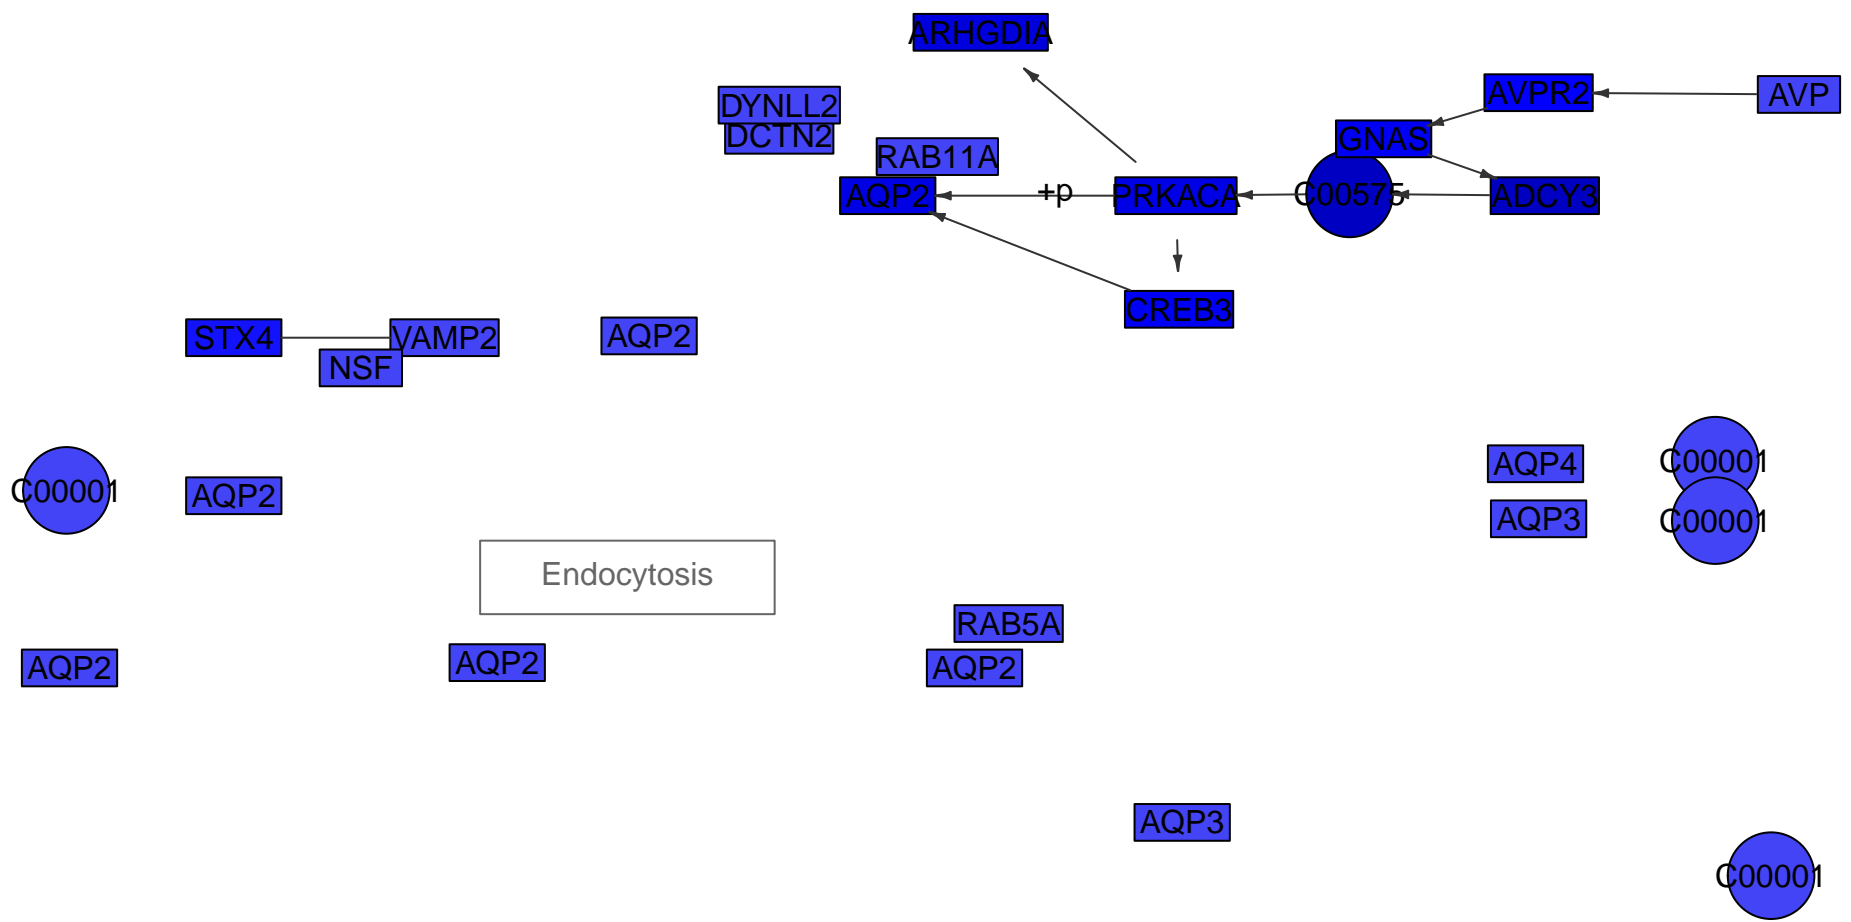 ARHGDIA
DYNLL2
AVPR2
AVP
DCTN2
GNAS
RAB11A
AQP2
+p
PRKACA
C00575
ADCY3
CREB3
STX4
VAMP2
AQP2
NSF
AQP4
C00001
C00001
AQP2
AQP3
C00001
Endocytosis
RAB5A
AQP2
AQP2
AQP2
AQP3
C00001